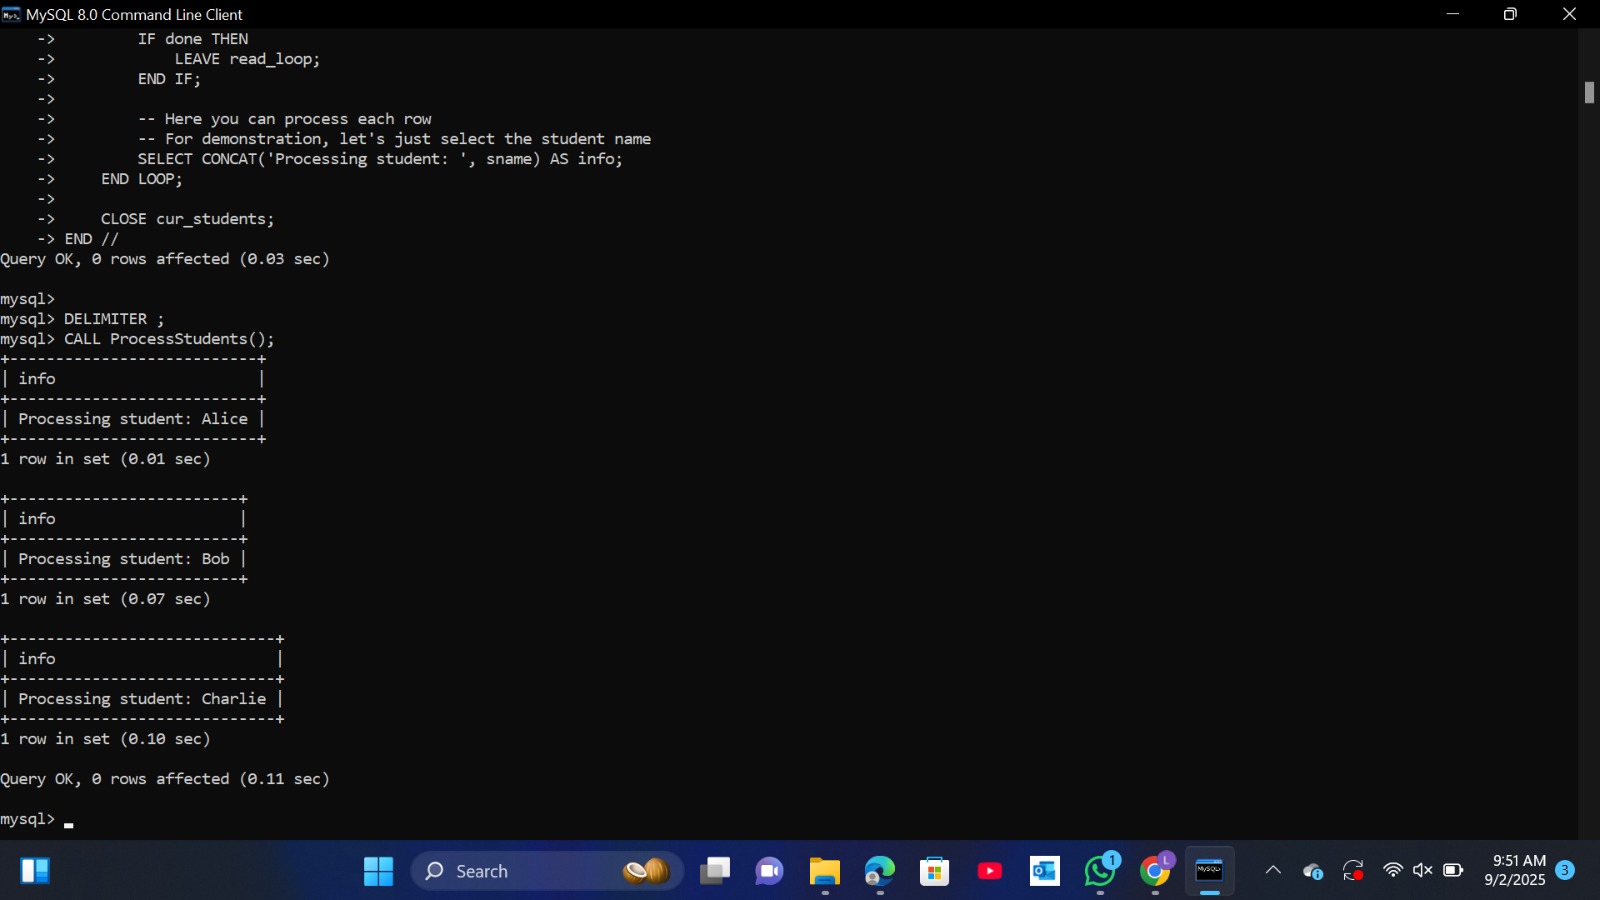 MySQL 8.0 Command Line Client
->         IF done THEN
->             LEAVE read_loop;
->         END IF;
->
->         -- Here you can process each row
->         -- For demonstration, let's just select the student name
->         SELECT CONCAT('Processing student: ', sname) AS info;
->     END LOOP;
->
->     CLOSE cur_students;
-> END //
Query OK, 0 rows affected (0.03 sec)
mysql>
mysql> DELIMITER ;
mysql> CALL ProcessStudents();
+---------------------------+
| info                      |
+---------------------------+
| Processing student: Alice |
+---------------------------+
1 row in set (0.01 sec)
+-------------------------+
| info                    |
+-------------------------+
| Processing student: Bob |
+-------------------------+
1 row in set (0.07 sec)
+-----------------------------+
| info                        |
+-----------------------------+
| Processing student: Charlie |
+-----------------------------+
1 row in set (0.10 sec)
Query OK, 0 rows affected (0.11 sec)
mysql>
Search
1
L
MySQL
9:51 AM
9/2/2025
3